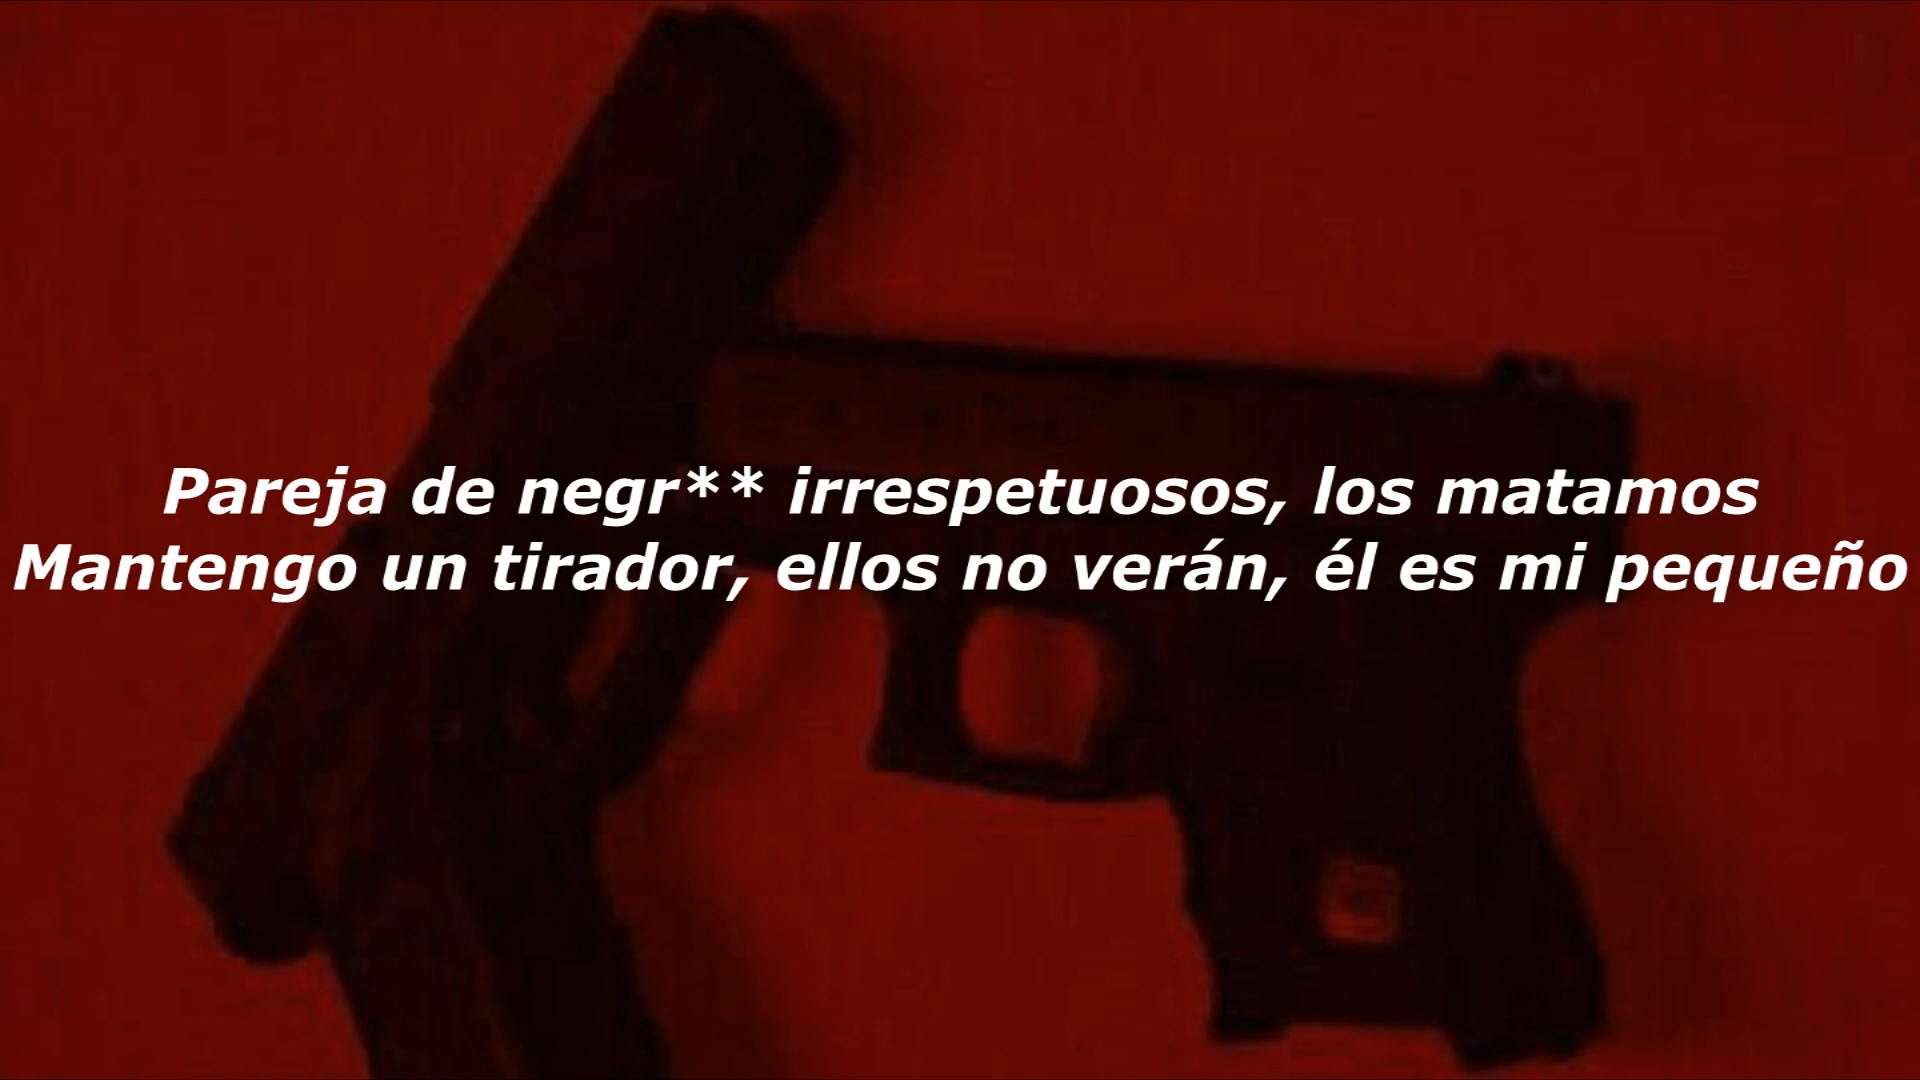 Pareja de negr** irrespetuosos, los matamos
Mantengo un tirador, ellos no verán, él es mi pequeño